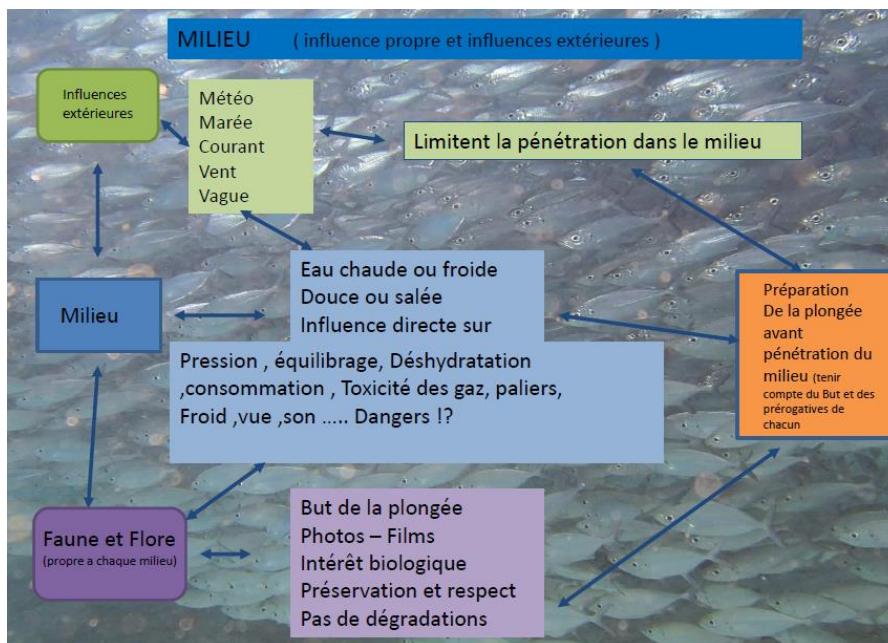 MILIEU ( influence propre et influences extérieures )
Influences
extérieures
Météo
Marée
Courant
Vent
Vague
Limitent la pénétration dans le milieu
Milieu
Eau chaude ou froide
Douce ou salée
Influence directe sur
Pression , équilibrage, Déshydratation
,consommation , Toxicité des gaz, paliers,
Froid ,vue ,son ..... Dangers !?
Préparation
De la plongée
avant
pénétration du
milieu (tenir
compte du But et des
prérogatives de
chacun
Faune et Flore
(propre a chaque milieu)
But de la plongée
Photos – Films
Intérêt biologique
Préservation et respect
Pas de dégradations